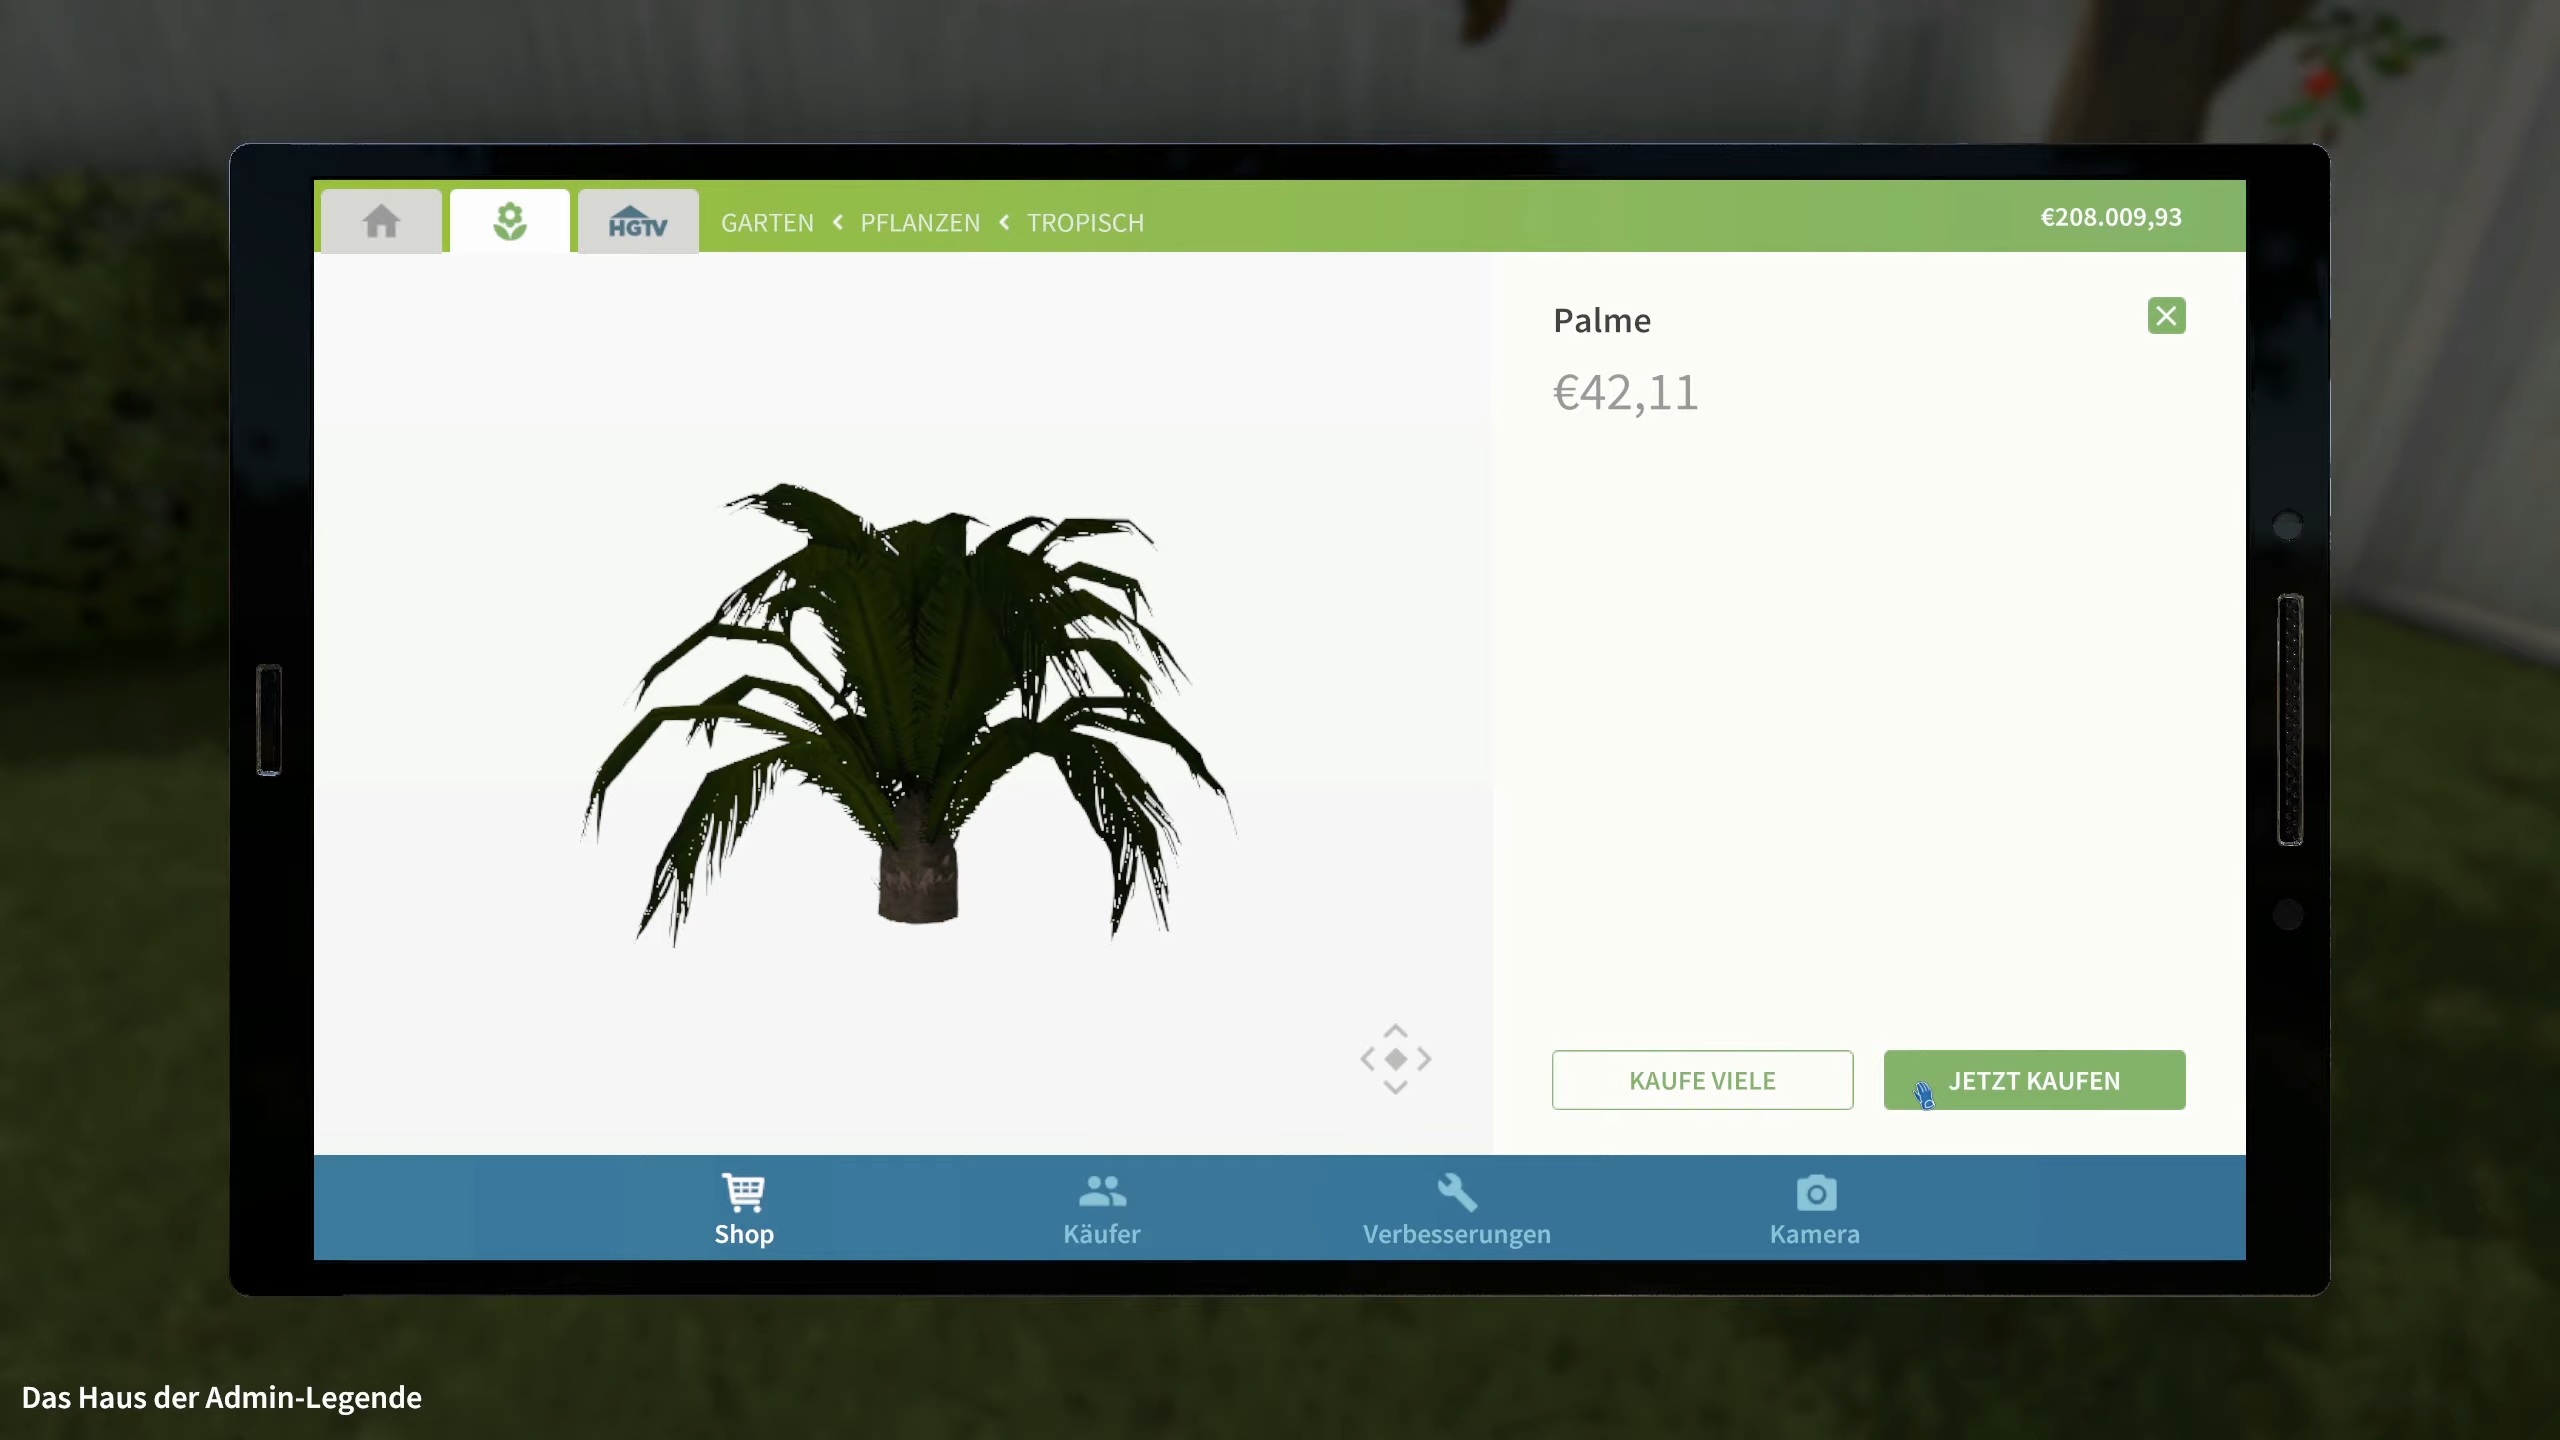 HGTV
GARTEN < PFLANZEN < TROPISCH
€208.009,93
Palme
€42,11
KAUFE VIELE
JETZT KAUFEN
Shop
Käufer
Verbesserungen
Kamera
Das Haus der Admin-Legende